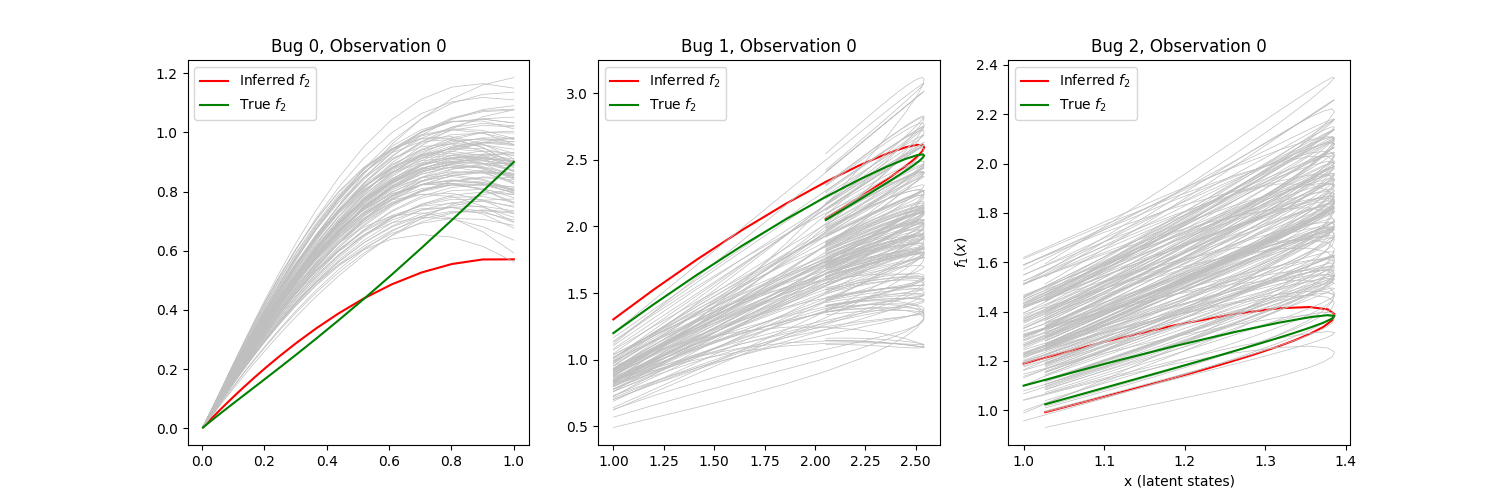 Bug 0, Observation 0
Inferred f₂
True f₂
1.2
1.0
0.8
0.6
0.4
0.2
0.0
0.0 0.2 0.4 0.6 0.8 1.0
Bug 1, Observation 0
Inferred f₂
True f₂
3.0
2.5
2.0
1.5
1.0
0.5
1.00 1.25 1.50 1.75 2.00 2.25 2.50
Bug 2, Observation 0
Inferred f₂
True f₂
f₁(x)
2.4
2.2
2.0
1.8
1.6
1.4
1.2
1.0
1.0 1.1 1.2 1.3 1.4
x (latent states)